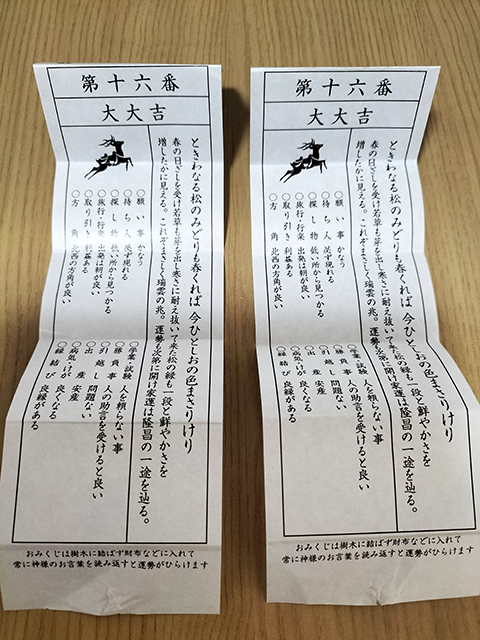 第十六番
大大吉
ときわなる松のみどりも春くれば 今ひとしおの色まさりけり
春の日ざしを受け若草も芽を出し寒さに耐え抜いて来た松の緑も一段と鮮やかさを
増したかに見える。これぞまさしく瑞雲の兆。運勢も次第に開け家運は隆昌の一途を辿る。
○願い事 かなう
○待ち人 必ず現れる
○探し物 低い所から見つかる
○旅行・行楽 出発は朝が良い
○取り引き 利益ある
○方角 北西の方角が良い
○学業・試験 人を頼らない事
○勝負事 人の助言を受けると良い
○引越し 問題ない
○出産 安産
○病気・けが 良くなる
○縁結び 良縁がある
おみくじは樹木に結ばず財布などに入れて
常に神様のお言葉を読み返すと運勢がひらけます
第十六番
大大吉
ときわなる松のみどりも春くれば 今ひとしおの色まさりけり
春の日ざしを受け若草も芽を出し寒さに耐え抜いて来た松の緑も一段と鮮やかさを
増したかに見える。これぞまさしく瑞雲の兆。運勢も次第に開け家運は隆昌の一途を辿る。
○願い事 かなう
○待ち人 必ず現れる
○探し物 低い所から見つかる
○旅行・行楽 出発は朝が良い
○取り引き 利益ある
○方角 北西の方角が良い
○学業・試験 人を頼らない事
○勝負事 人の助言を受けると良い
○引越し 問題ない
○出産 安産
○病気・けが 良くなる
○縁結び 良縁がある
おみくじは樹木に結ばず財布などに入れて
常に神様のお言葉を読み返すと運勢がひらけます